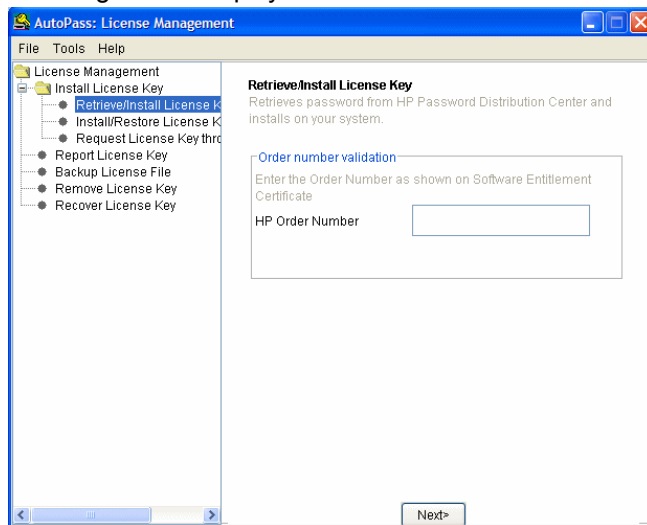 AutoPass: License Management
File Tools Help
License Management
Install License Key
Retrieve/Install License K
Install/Restore License K
Request License Key thro
Report License Key
Backup License File
Remove License Key
Recover License Key
Retrieve/Install License Key
Retrieves password from HP Password Distribution Center and
installs on your system.
Order number validation
Enter the Order Number as shown on Software Entitlement
Certificate
HP Order Number
Next>